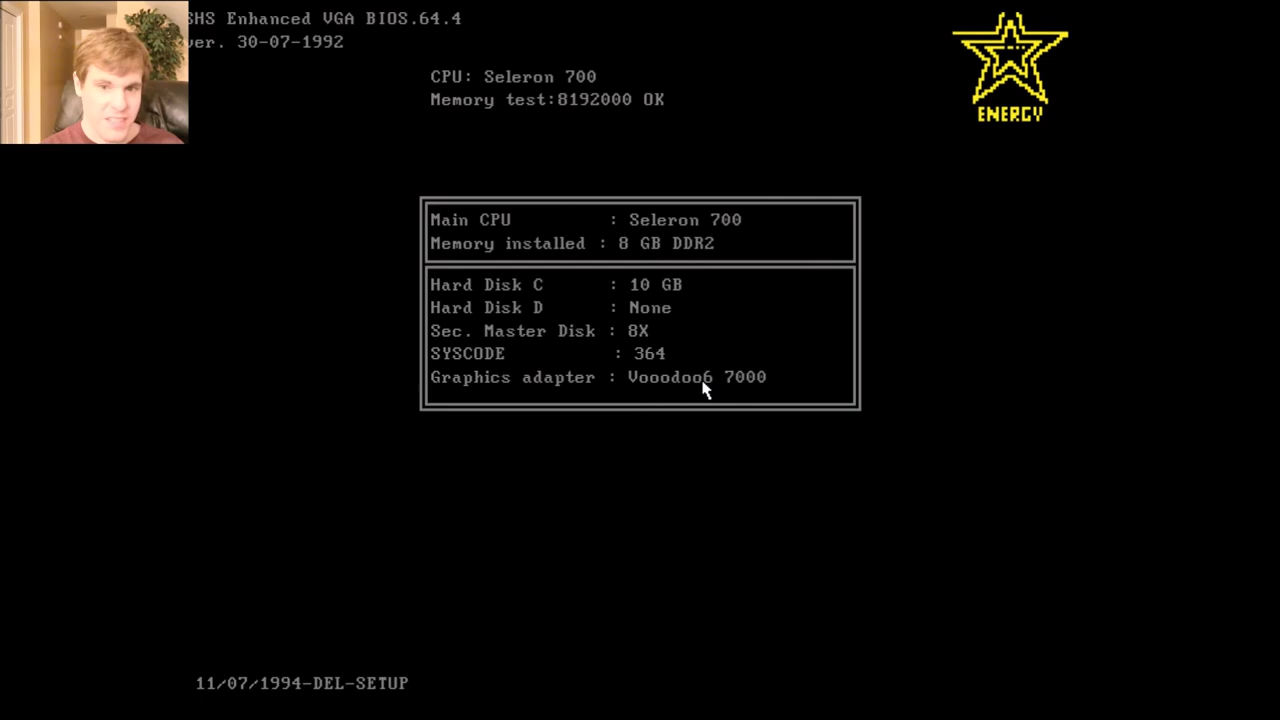 SHS Enhanced VGA BIOS.64.4
ver. 30-07-1992
CPU: Seleron 700
Memory test:8192000 OK
ENERGY
Main CPU : Seleron 700
Memory installed : 8 GB DDR2
Hard Disk C : 10 GB
Hard Disk D : None
Sec. Master Disk : 8X
SYSCODE : 364
Graphics adapter : Vooodoo6 7000
11/07/1994-DEL-SETUP